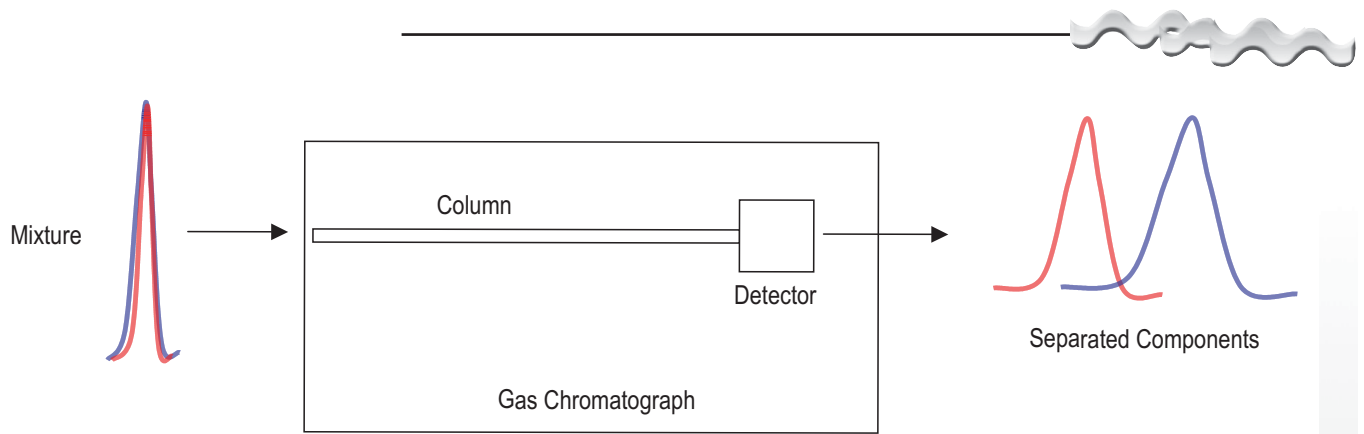 Mixture
Column
Detector
Gas Chromatograph
Separated Components